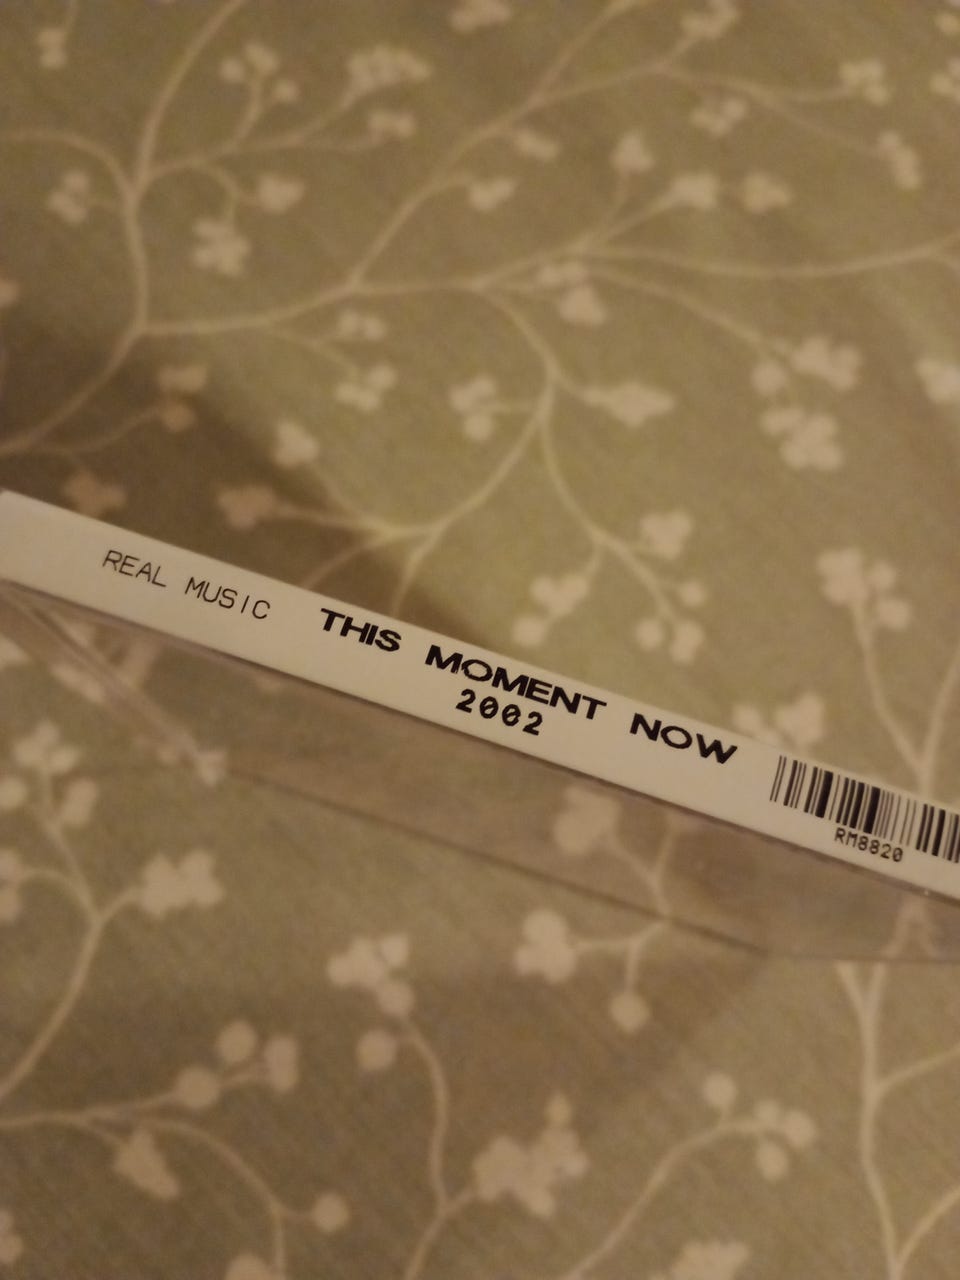 REAL MUSIC
THIS MOMENT NOW
2002
RM8820